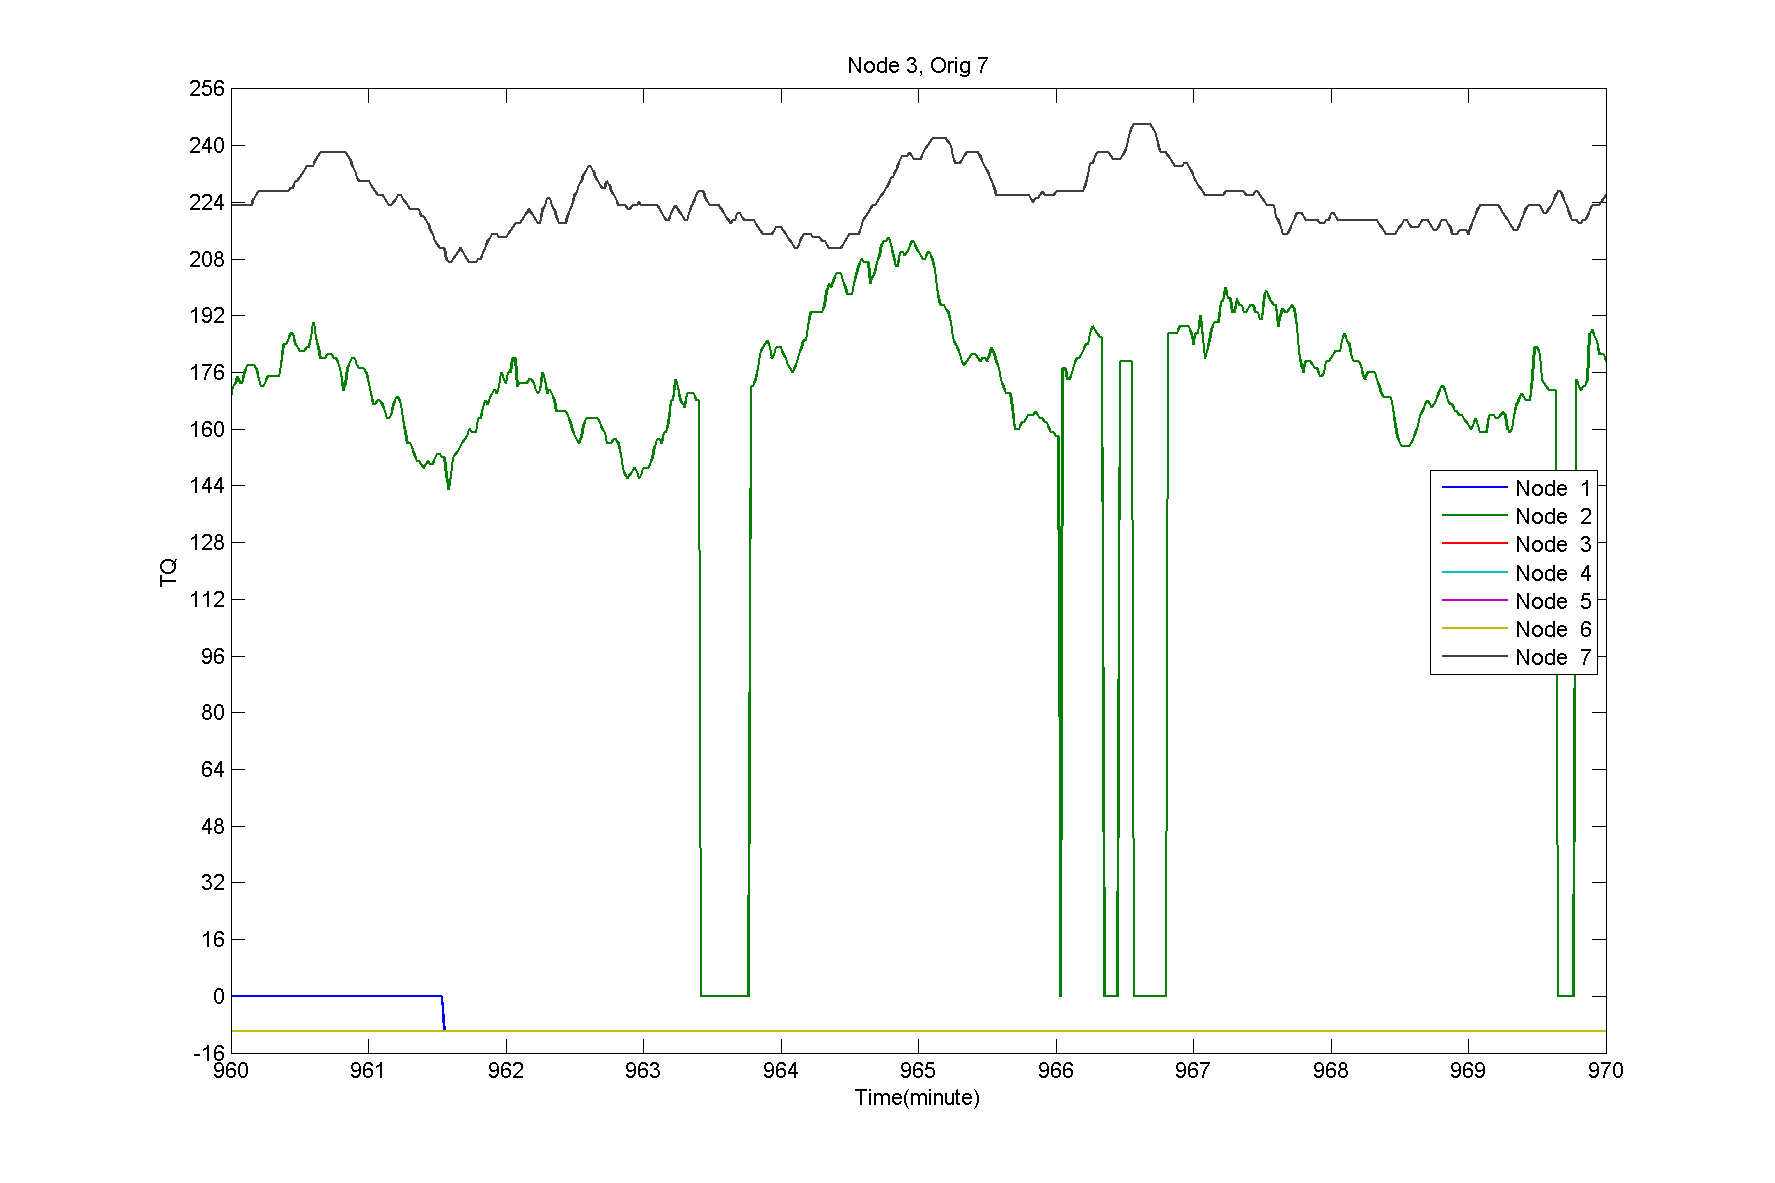 Node 3, Orig 7
256
240
224
208
192
176
160
144
128
112
96
80
64
48
32
16
0
-16
TQ
Node 1
Node 2
Node 3
Node 4
Node 5
Node 6
Node 7
960 961 962 963 964 965 966 967 968 969 970
Time(minute)